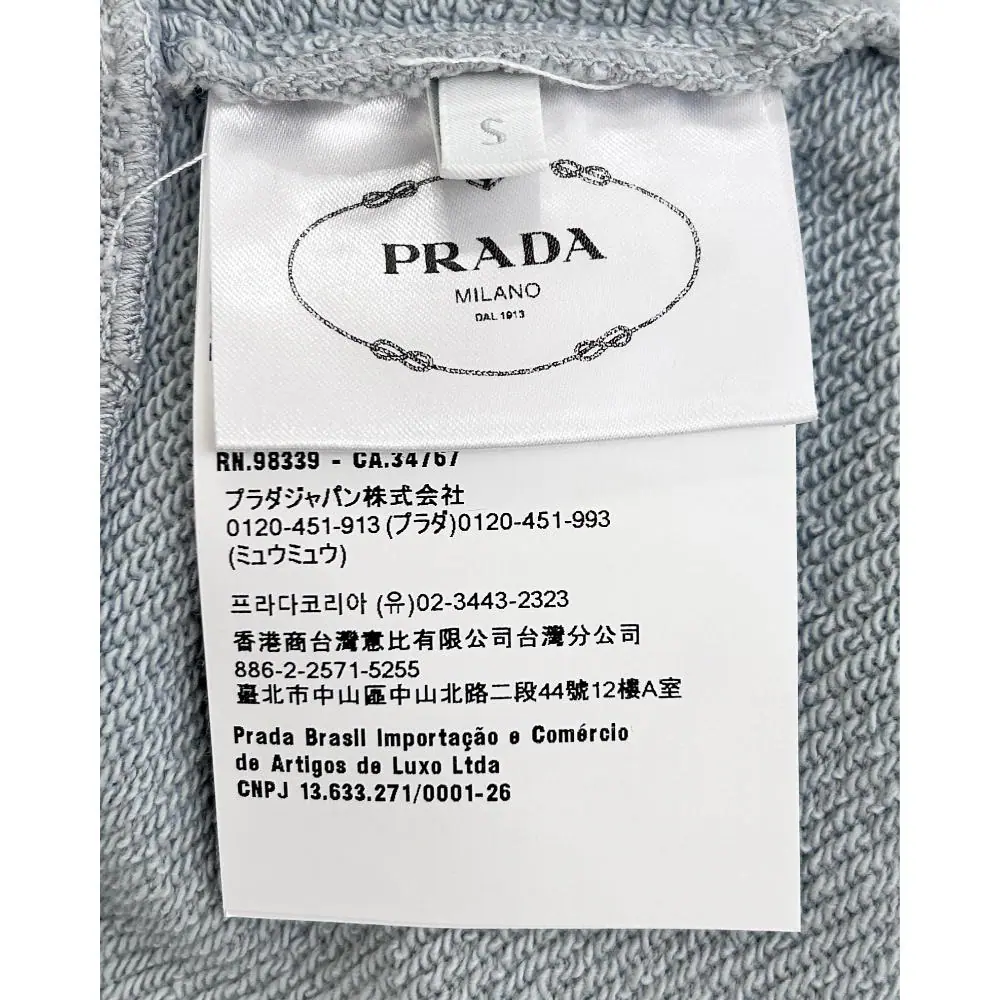 S
PRADA
MILANO
DAL 1913
RN.98339 - CA.34767
プラダジャパン株式会社
0120-451-913 (プラダ)0120-451-993
(ミュウミュウ)
프라다코리아 (유)02-3443-2323
香港商台灣意比有限公司台灣分公司
886-2-2571-5255
臺北市中山區中山北路二段44號12樓A室
Prada Brasil Importação e Comércio
de Artigos de Luxo Ltda
CNPJ 13.633.271/0001-26